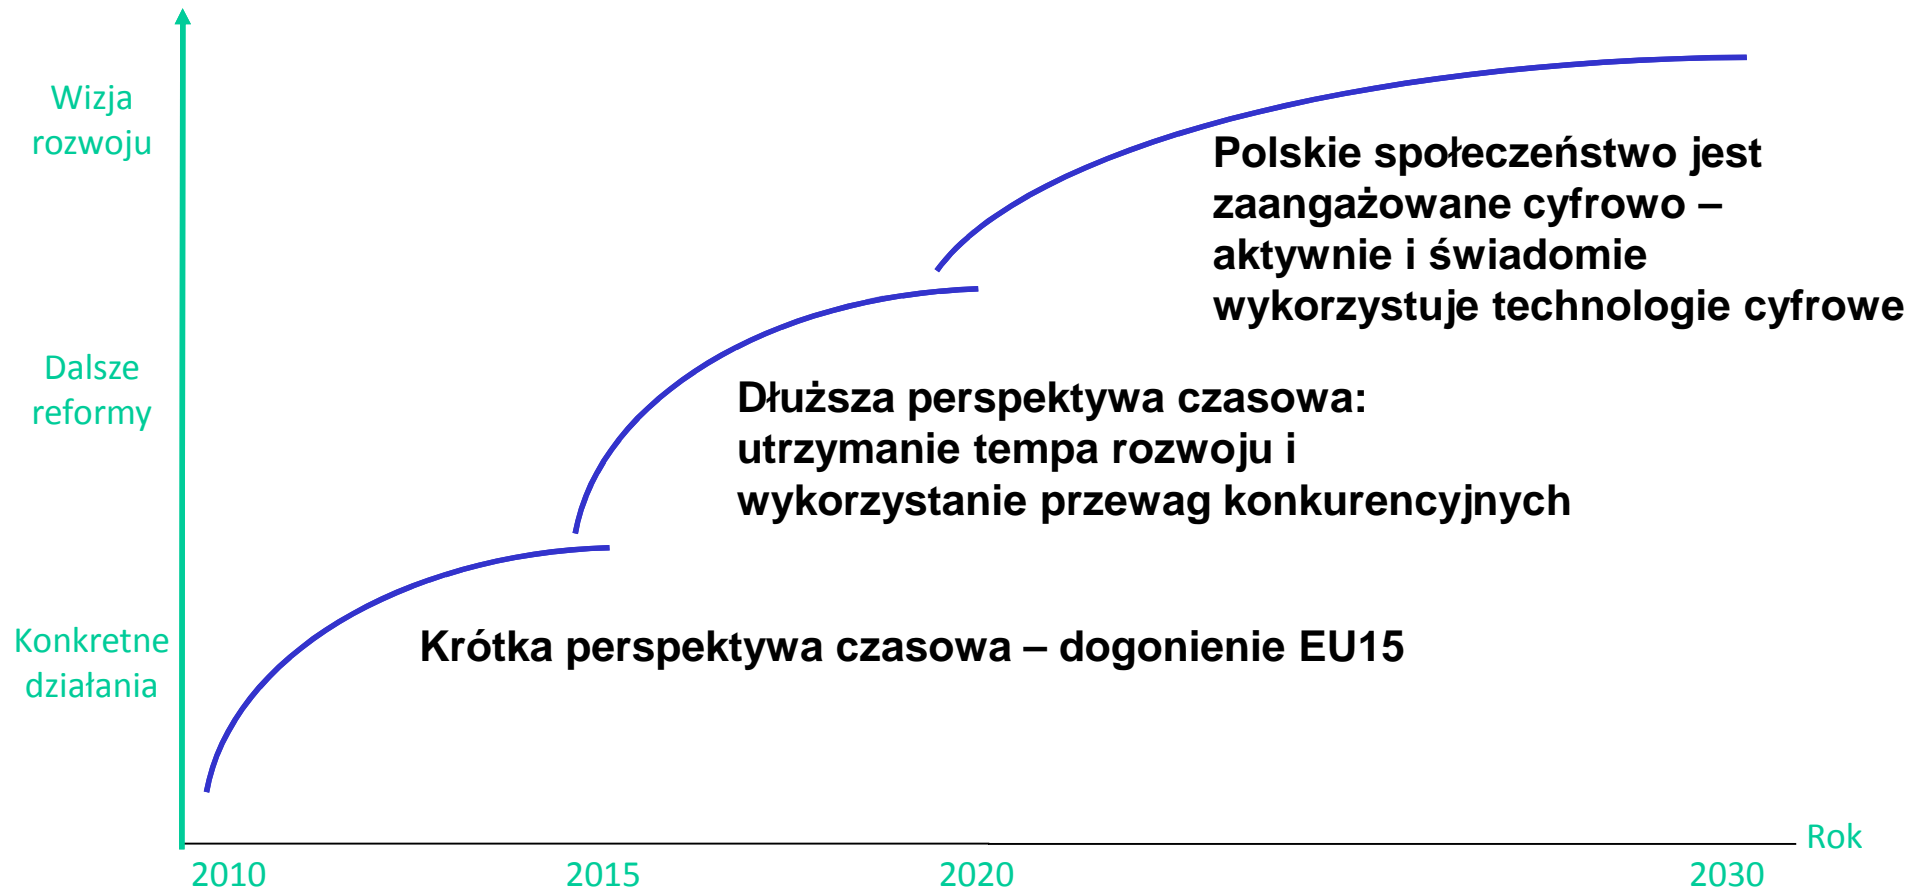 Wizja
rozwoju
Polskie społeczeństwo jest
zaangażowane cyfrowo –
aktywnie i świadomie
wykorzystuje technologie cyfrowe
Dalsze
reformy
Dłuższa perspektywa czasowa:
utrzymanie tempa rozwoju i
wykorzystanie przewag konkurencyjnych
Konkretne
działania
Krótka perspektywa czasowa – dogonienie EU15
Rok
2010 2015 2020 2030